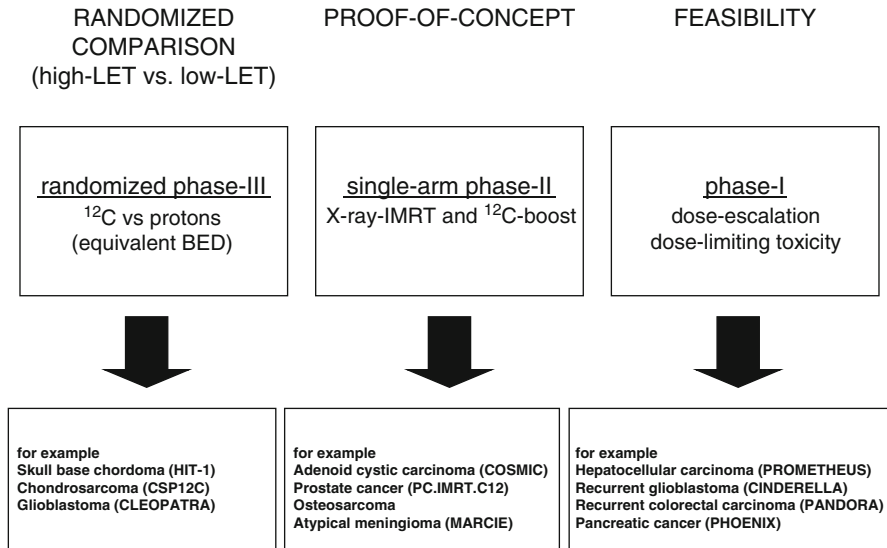 RANDOMIZED
COMPARISON
(high-LET vs. low-LET)
PROOF-OF-CONCEPT
FEASIBILITY
randomized phase-III
¹²C vs protons
(equivalent BED)
single-arm phase-II
X-ray-IMRT and ¹²C-boost
phase-I
dose-escalation
dose-limiting toxicity
for example
Skull base chordoma (HIT-1)
Chondrosarcoma (CSP12C)
Glioblastoma (CLEOPATRA)
for example
Adenoid cystic carcinoma (COSMIC)
Prostate cancer (PC.IMRT.C12)
Osteosarcoma
Atypical meningioma (MARCIE)
for example
Hepatocellular carcinoma (PROMETHEUS)
Recurrent glioblastoma (CINDERELLA)
Recurrent colorectal carcinoma (PANDORA)
Pancreatic cancer (PHOENIX)